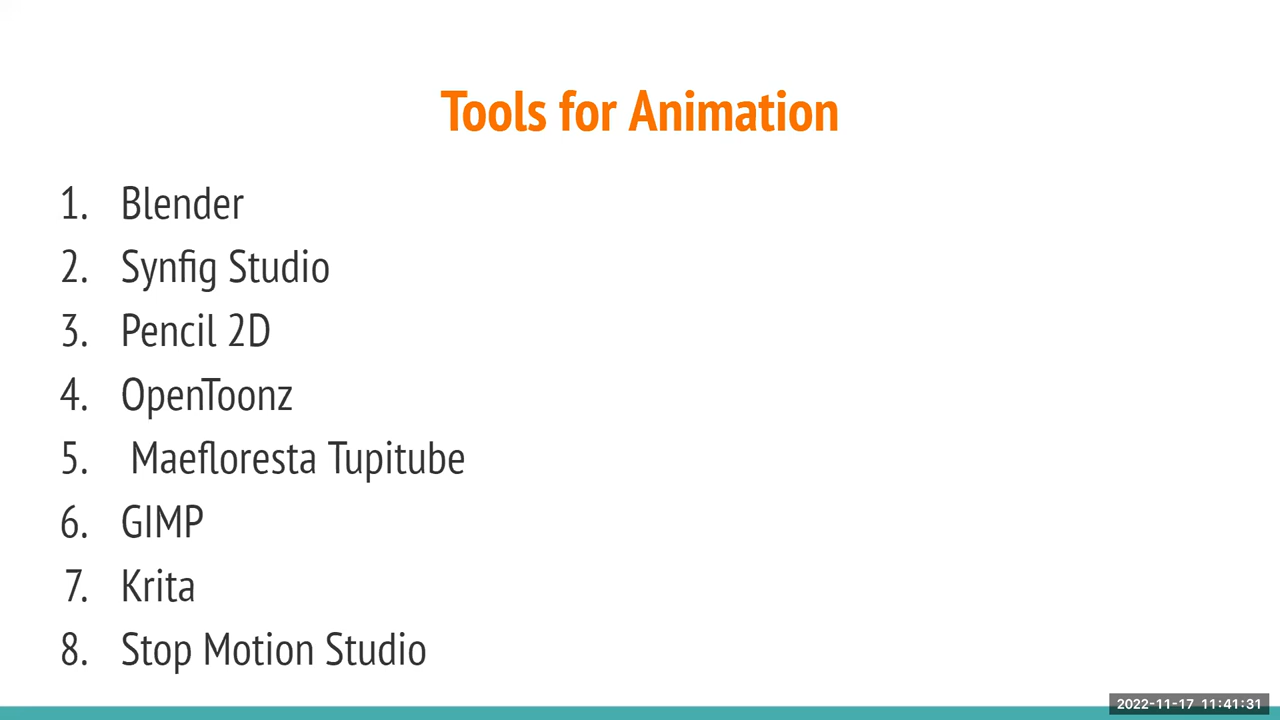 Tools for Animation
1. Blender
2. Synfig Studio
3. Pencil 2D
4. OpenToonz
5. Maefloresta Tupitube
6. GIMP
7. Krita
8. Stop Motion Studio
2022-11-17 11:41:31